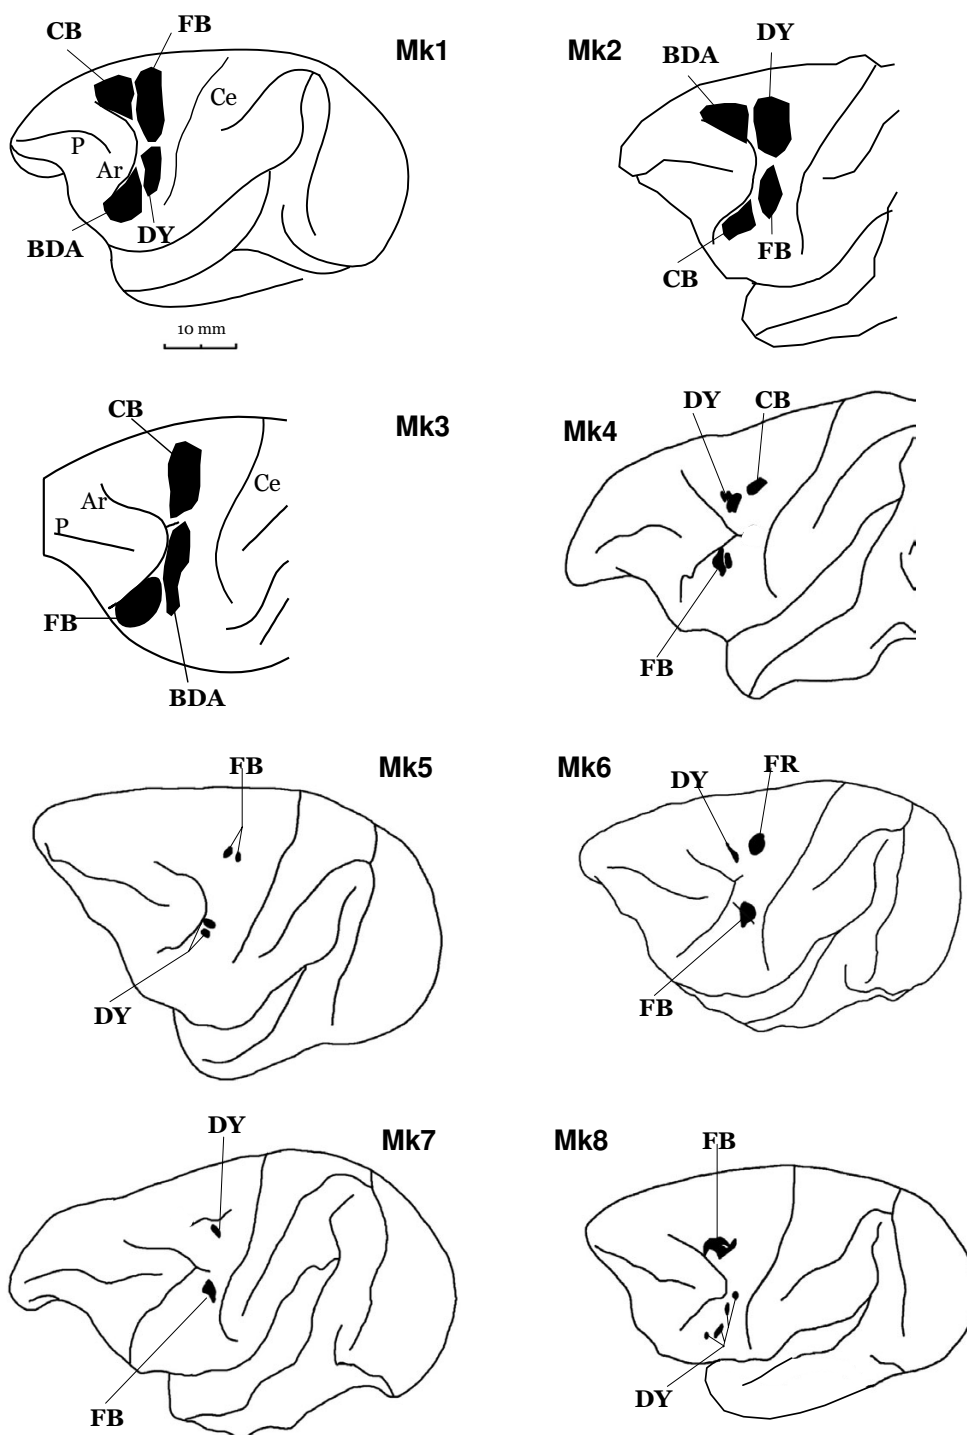 CB FB Mk1
Ce
P
Ar
BDA DY
10 mm
Mk2 BDA DY
CB FB
CB Mk3
Ar Ce
P
FB
BDA
Mk4 DY CB
FB
FB Mk5
DY
Mk6 DY FR
FB
DY Mk7
FB
Mk8 FB
DY